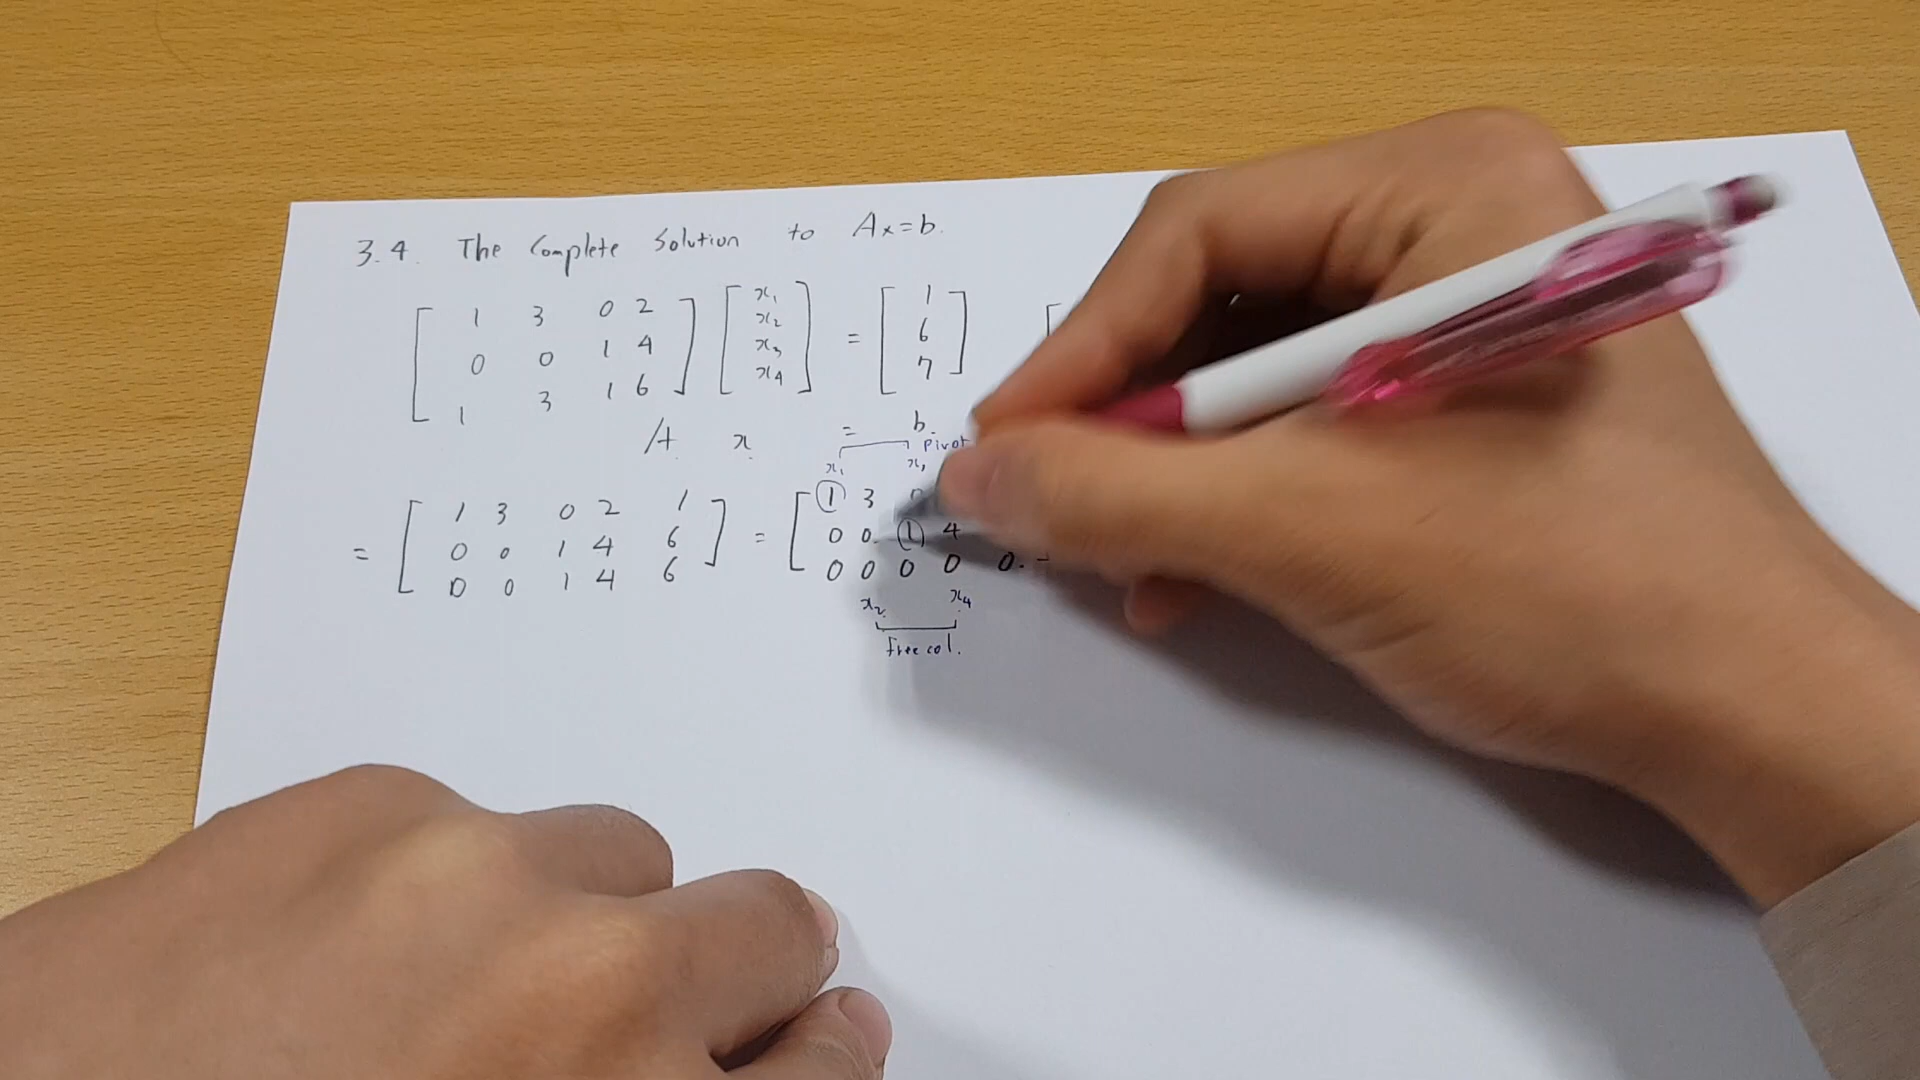 3.4. The Complete Solution to Ax=b.
[ 1 3 0 2 ] [ x1 ] = [ 1 ] [
[ 0 0 1 4 ] [ x2 ] [ 6 ]
[ 1 3 1 6 ] [ x3 ] [ 7 ]
[ x4 ]
A x = b.
pivot
x1 x,
= [ 1 3 0 2 1 ] = [ 1 3 0
[ 0 0 1 4 6 ] [ 0 0 1 4
[ 0 0 1 4 6 ] [ 0 0 0 0 0.
x2 x4
free col.